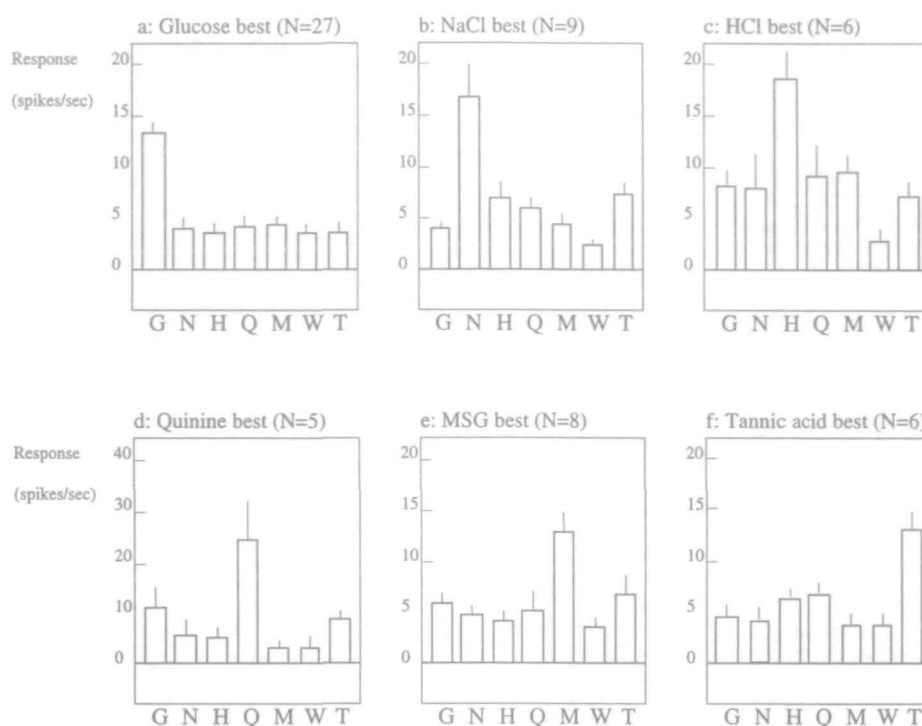 a: Glucose best (N=27)
b: NaCl best (N=9)
c: HCl best (N=6)
Response
(spikes/sec)
20
15
10
5
0
20
15
10
5
0
20
15
10
5
0
G N H Q M W T
G N H Q M W T
G N H Q M W T
d: Quinine best (N=5)
e: MSG best (N=8)
f: Tannic acid best (N=6)
Response
(spikes/sec)
40
30
20
10
0
20
15
10
5
0
20
15
10
5
0
G N H Q M W T
G N H Q M W T
G N H Q M W T